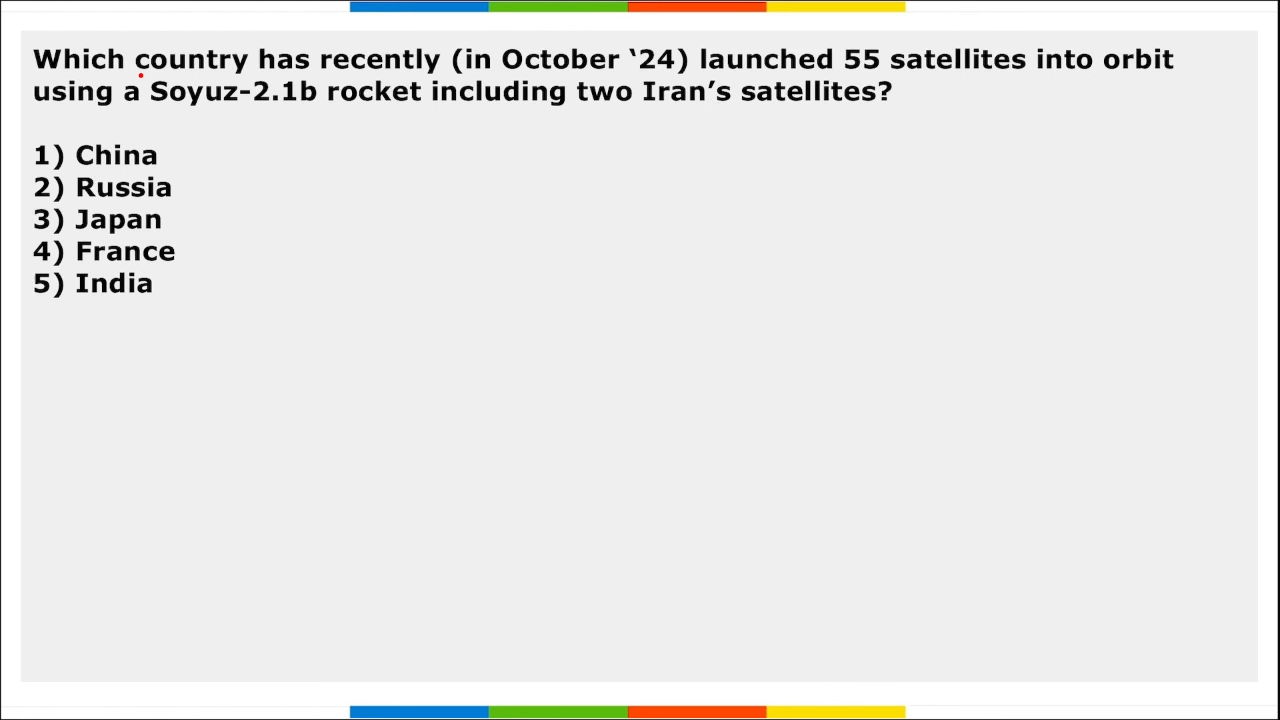 Which country has recently (in October ‘24) launched 55 satellites into orbit
using a Soyuz-2.1b rocket including two Iran’s satellites?
1) China
2) Russia
3) Japan
4) France
5) India